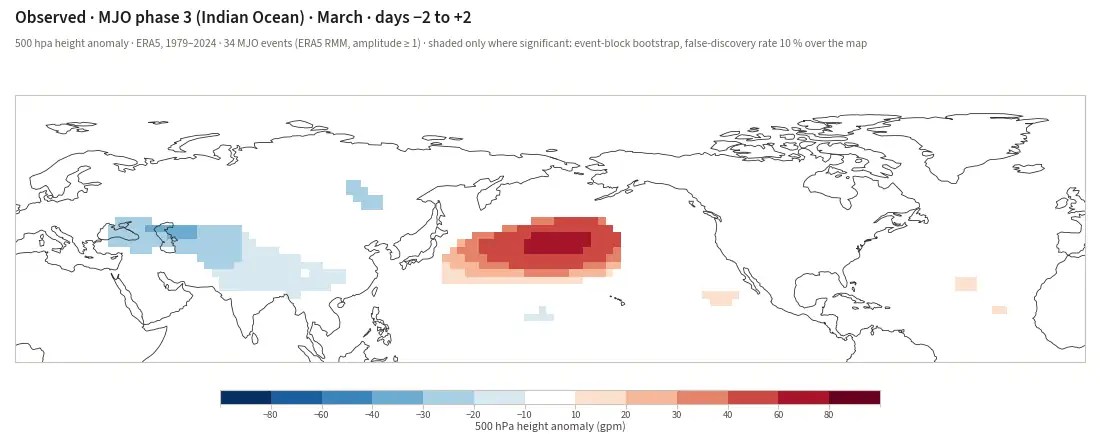 Observed · MJO phase 3 (Indian Ocean) · March · days −2 to +2
500 hpa height anomaly · ERA5, 1979–2024 · 34 MJO events (ERA5 RMM, amplitude ≥ 1) · shaded only where significant: event-block bootstrap, false-discovery rate 10 % over the map
−80 −60 −40 −30 −20 −10 10 20 30 40 60 80
500 hPa height anomaly (gpm)